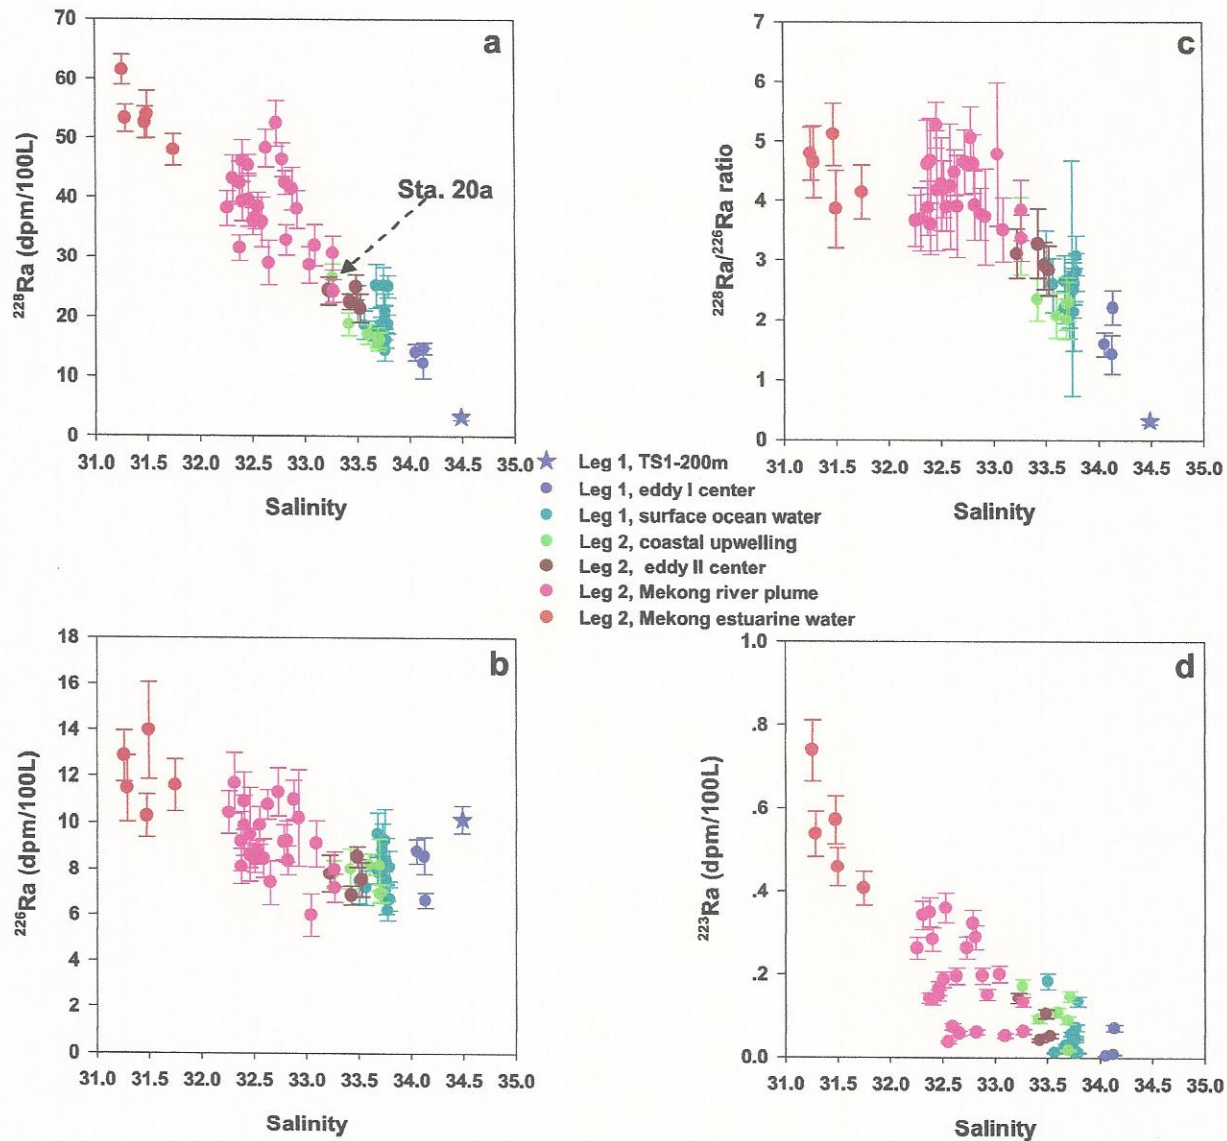 a
70
60
50
40
30
20
10
0
²²⁸Ra (dpm/100L)
Sta. 20a
31.0 31.5 32.0 32.5 33.0 33.5 34.0 34.5 35.0
Salinity
c
7
6
5
4
3
2
1
0
²²⁸Ra/²²⁶Ra ratio
31.0 31.5 32.0 32.5 33.0 33.5 34.0 34.5 35.0
Salinity
Leg 1, TS1-200m
Leg 1, eddy I center
Leg 1, surface ocean water
Leg 2, coastal upwelling
Leg 2, eddy II center
Leg 2, Mekong river plume
Leg 2, Mekong estuarine water
b
18
16
14
12
10
8
6
4
2
0
²²⁶Ra (dpm/100L)
31.0 31.5 32.0 32.5 33.0 33.5 34.0 34.5 35.0
Salinity
d
1.0
.8
.6
.4
.2
0.0
²²³Ra (dpm/100L)
31.0 31.5 32.0 32.5 33.0 33.5 34.0 34.5 35.0
Salinity